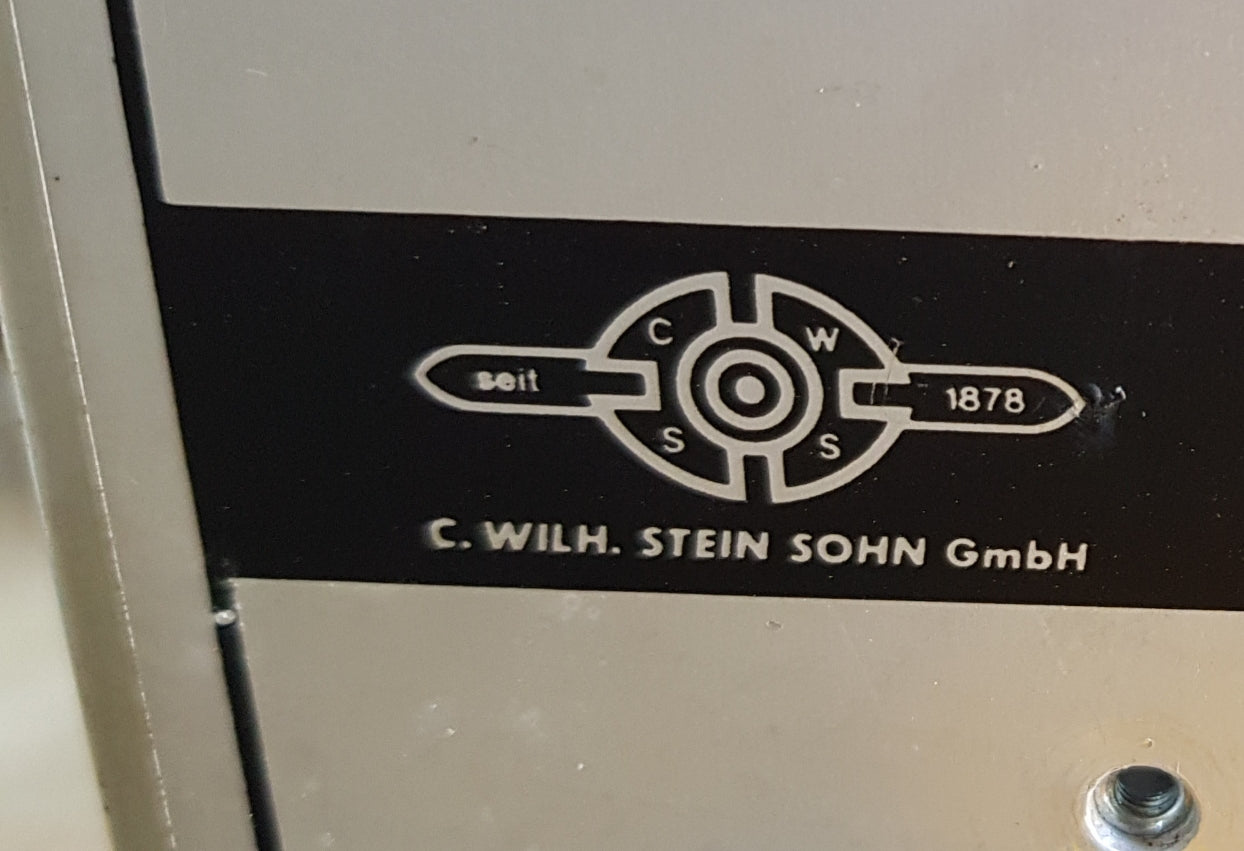 C W
seit 1878
S S
C. WILH. STEIN SOHN GmbH